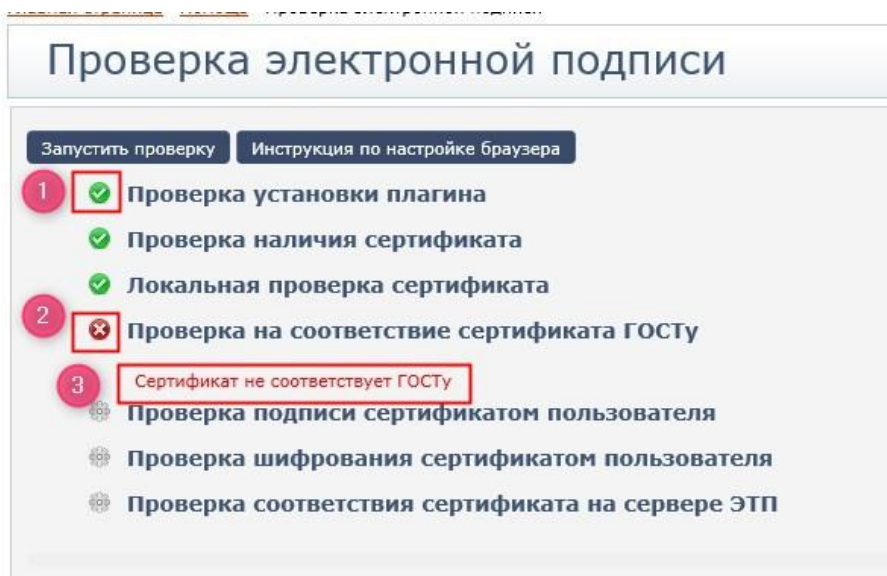 Проверка электронной подписи
Запустить проверку Инструкция по настройке браузера
1 Проверка установки плагина
Проверка наличия сертификата
Локальная проверка сертификата
2 Проверка на соответствие сертификата ГОСТу
3 Сертификат не соответствует ГОСТу
Проверка подписи сертификатом пользователя
Проверка шифрования сертификатом пользователя
Проверка соответствия сертификата на сервере ЭТП